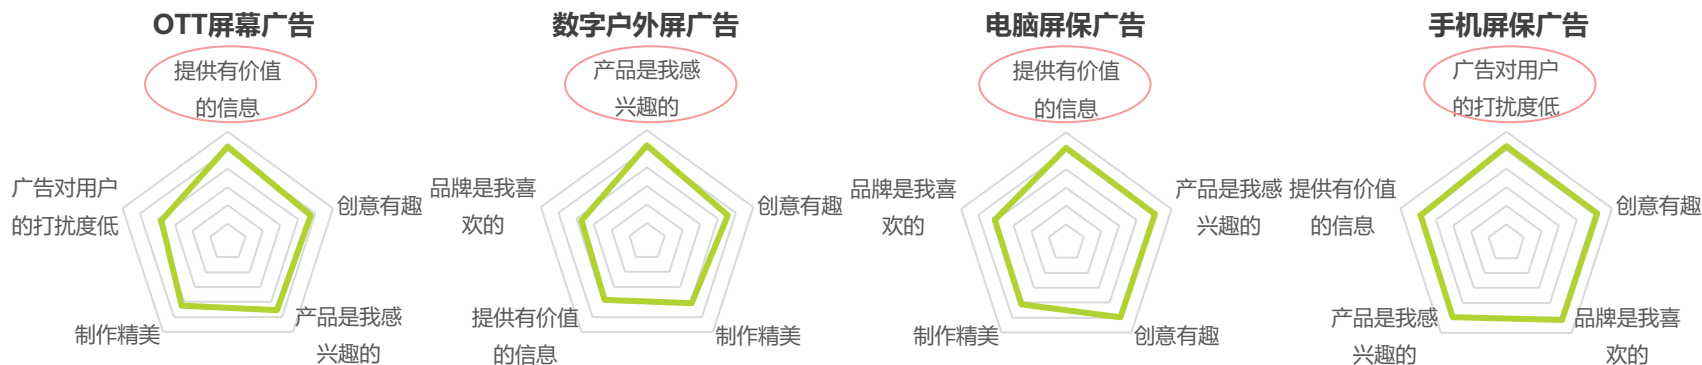 OTT屏幕广告
提供有价值
的信息
创意有趣
产品是我感
兴趣的
制作精美
广告对用户
的打扰度低
数字户外屏广告
产品是我感
兴趣的
创意有趣
制作精美
提供有价值
的信息
品牌是我喜
欢的
电脑屏保广告
提供有价值
的信息
产品是我感
兴趣的
创意有趣
制作精美
品牌是我喜
欢的
手机屏保广告
广告对用户
的打扰度低
创意有趣
品牌是我喜
欢的
产品是我感
兴趣的
提供有价值
的信息